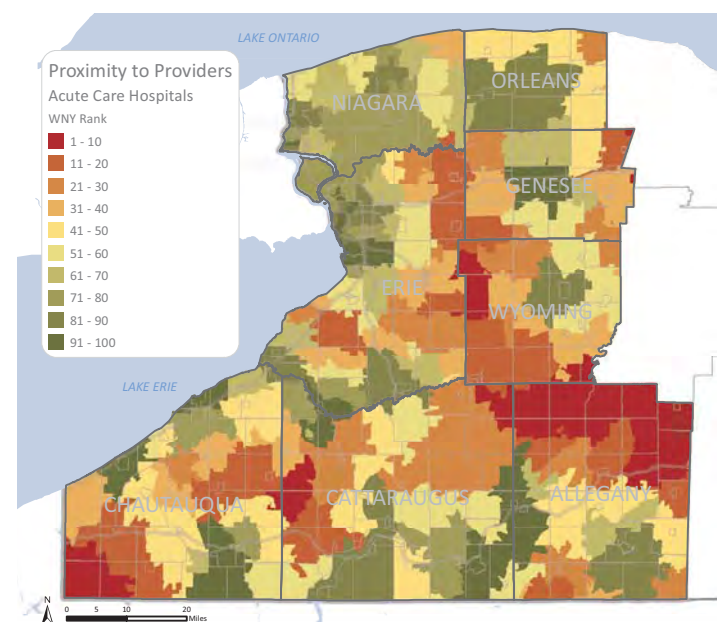 LAKE ONTARIO
Proximity to Providers
Acute Care Hospitals
WNY Rank
1 - 10
11 - 20
21 - 30
31 - 40
41 - 50
51 - 60
61 - 70
71 - 80
81 - 90
91 - 100
NIAGARA
ORLEANS
GENESEE
ERIE
WYOMING
LAKE ERIE
CHAUTAUQUA
CATTARAUGUS
ALLEGANY
N
0 5 10 20
Miles